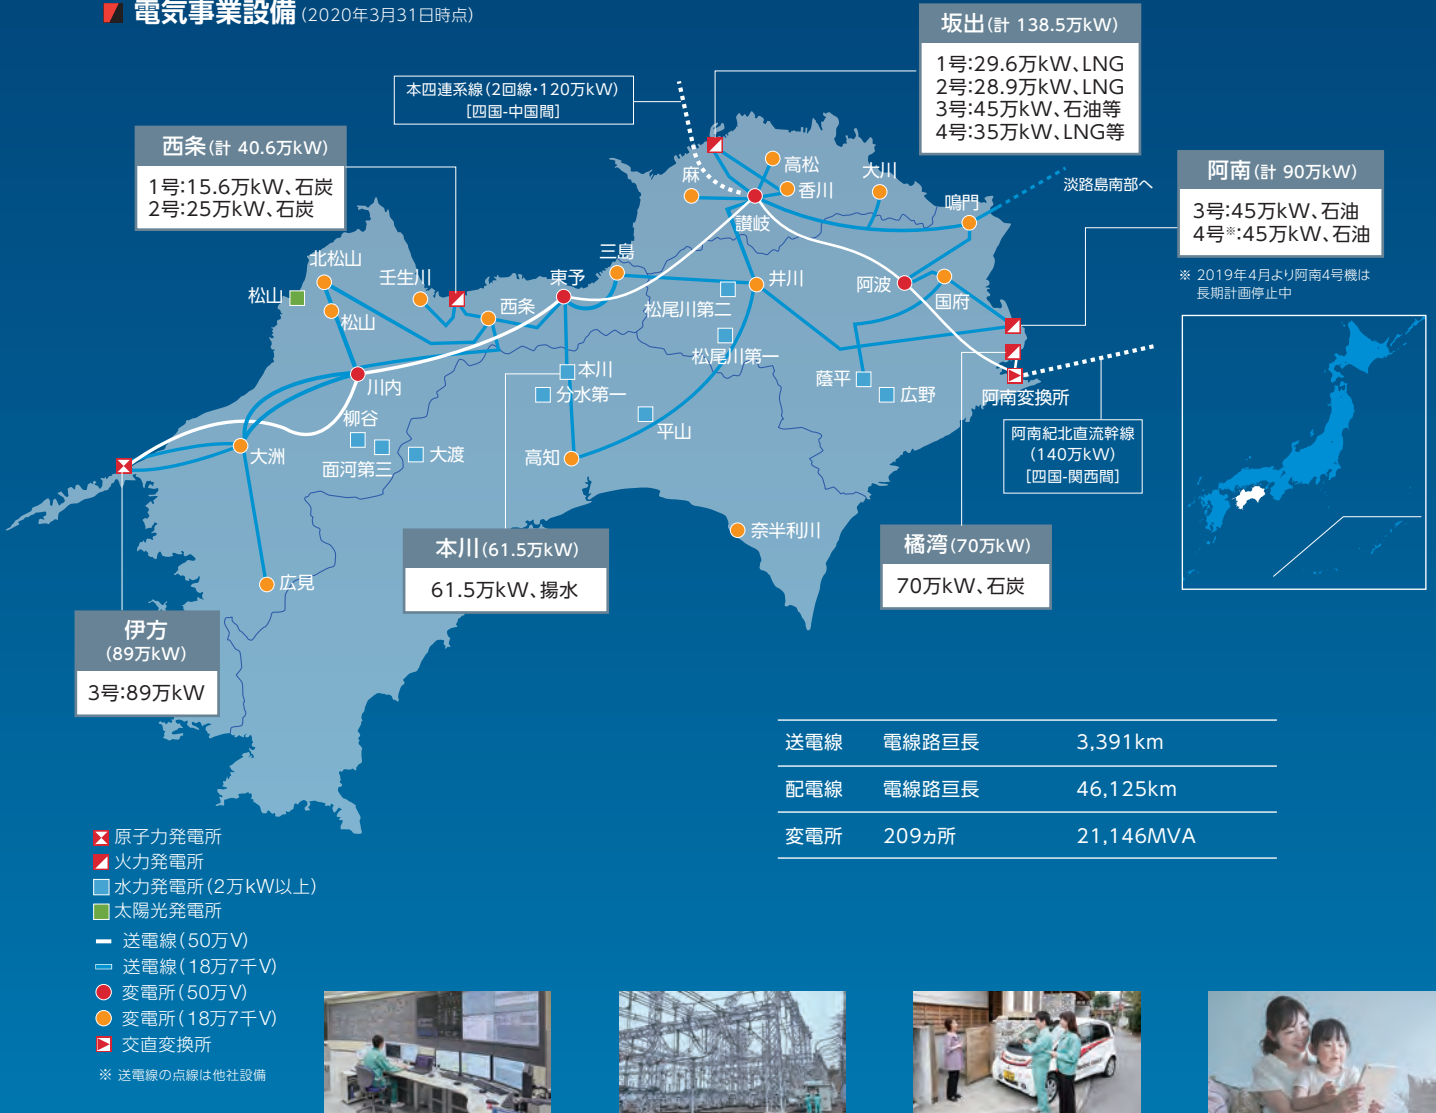 電気事業設備(2020年3月31日時点)
坂出(計 138.5万kW)
1号:29.6万kW、LNG
2号:28.9万kW、LNG
3号:45万kW、石油等
4号:35万kW、LNG等
本四連系線(2回線・120万kW)
[四国-中国間]
西条(計 40.6万kW)
1号:15.6万kW、石炭
2号:25万kW、石炭
阿南(計 90万kW)
3号:45万kW、石油
4号※:45万kW、石油
※ 2019年4月より阿南4号機は
長期計画停止中
淡路島南部へ
高松
麻
香川
大川
鳴門
讃岐
三島
北松山
壬生川
東予
井川
阿波
松山
西条
松尾川第二
国府
松山
松尾川第一
本川
蔭平
川内
分水第一
広野
阿南変換所
柳谷
平山
大洲
大渡
高知
面河第三
阿南紀北直流幹線
(140万kW)
[四国-関西間]
奈半利川
本川(61.5万kW)
61.5万kW、揚水
橘湾(70万kW)
70万kW、石炭
広見
伊方
(89万kW)
3号:89万kW
送電線 電線路亘長 3,391km
配電線 電線路亘長 46,125km
変電所 209ヵ所 21,146MVA
原子力発電所
火力発電所
水力発電所(2万kW以上)
太陽光発電所
送電線(50万V)
送電線(18万7千V)
変電所(50万V)
変電所(18万7千V)
交直変換所
※ 送電線の点線は他社設備